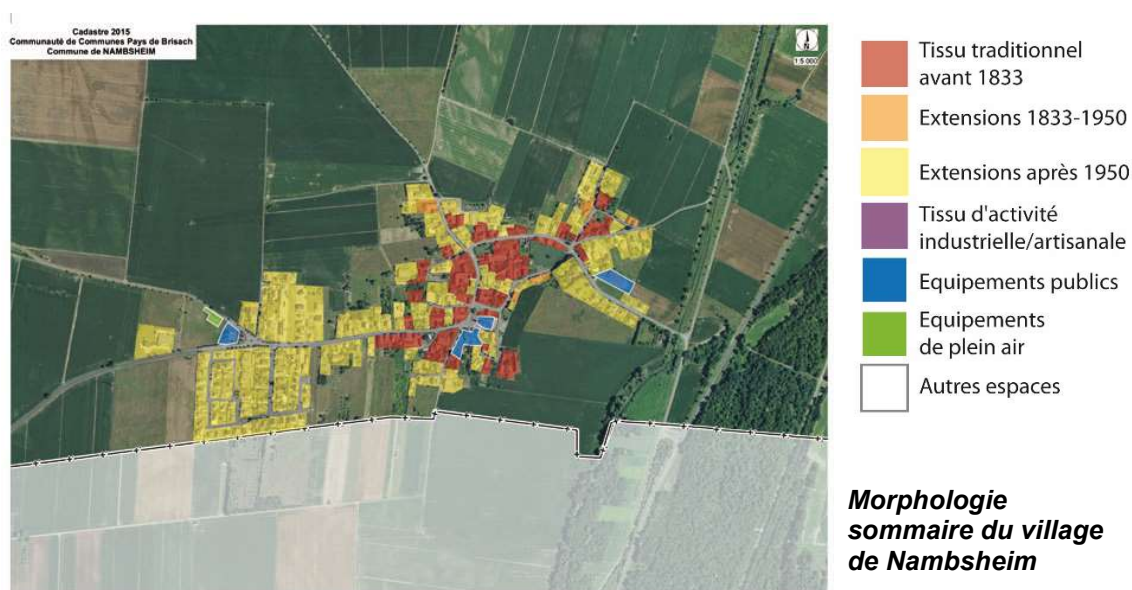 Cadastre 2015
Communauté de Communes Pays de Brisach
Commune de NAMBSHEIM
N
1:5 000
Tissu traditionnel
avant 1833
Extensions 1833-1950
Extensions après 1950
Tissu d'activité
industrielle/artisanale
Equipements publics
Equipements
de plein air
Autres espaces
Morphologie
sommaire du village
de Nambsheim